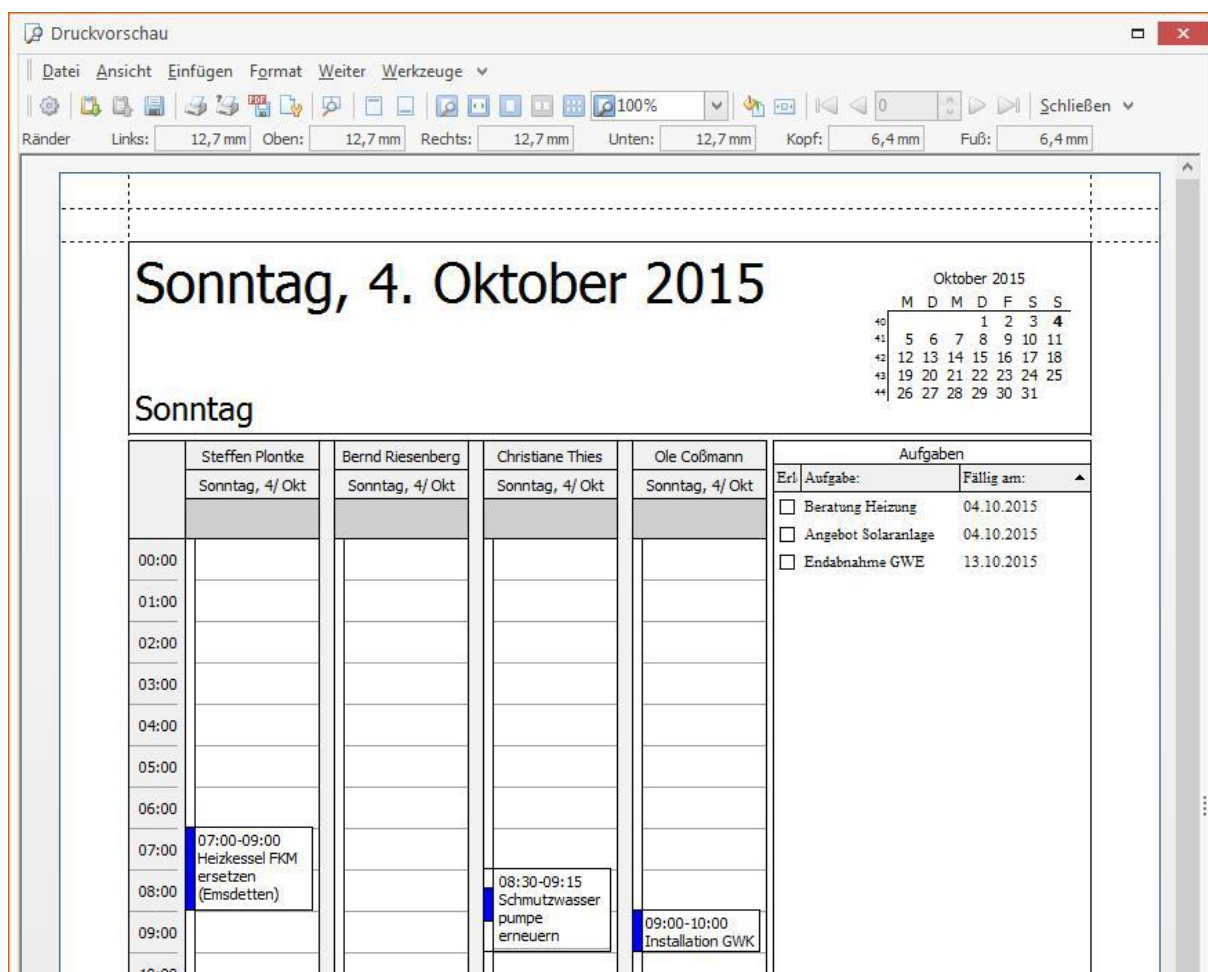 Druckvorschau
Datei Ansicht Einfügen Format Weiter Werkzeuge
PDF 100% 0 Schließen
Ränder Links: 12,7 mm Oben: 12,7 mm Rechts: 12,7 mm Unten: 12,7 mm Kopf: 6,4 mm Fuß: 6,4 mm
Sonntag, 4. Oktober 2015
Sonntag
Oktober 2015
M D M D F S S
40 1 2 3 4
41 5 6 7 8 9 10 11
42 12 13 14 15 16 17 18
43 19 20 21 22 23 24 25
44 26 27 28 29 30 31
Steffen Plontke Bernd Riesenberg Christiane Thies Ole Coßmann
Sonntag, 4/ Okt Sonntag, 4/ Okt Sonntag, 4/ Okt Sonntag, 4/ Okt
Aufgaben
Erl Aufgabe: Fällig am:
Beratung Heizung 04.10.2015
Angebot Solaranlage 04.10.2015
Endabnahme GWE 13.10.2015
00:00
01:00
02:00
03:00
04:00
05:00
06:00
07:00
08:00
09:00
10:00
07:00-09:00
Heizkessel FKM
ersetzen
(Emsdetten)
08:30-09:15
Schmutzwasser
pumpe
erneuern
09:00-10:00
Installation GWK